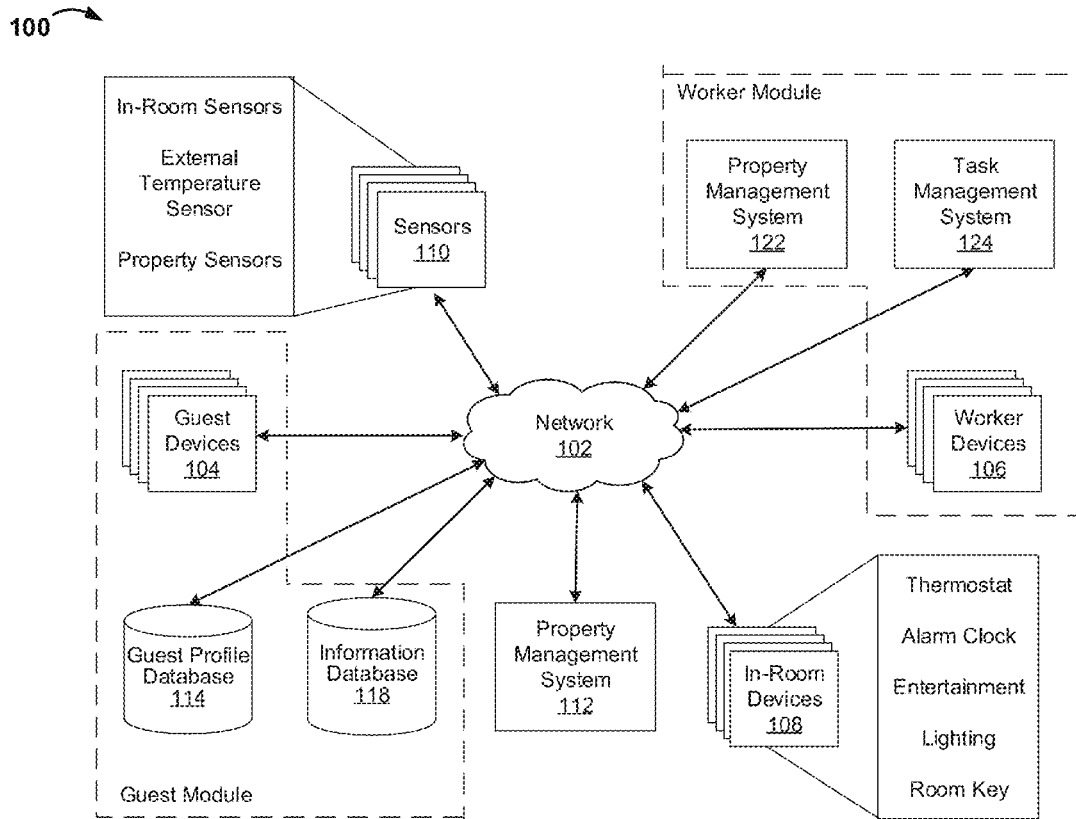 100
In-Room Sensors
External
Temperature
Sensor
Property Sensors
Sensors
110
Worker Module
Property
Management
System
122
Task
Management
System
124
Guest
Devices
104
Network
102
Worker
Devices
106
Guest Profile
Database
114
Information
Database
118
Property
Management
System
112
In-Room
Devices
108
Thermostat
Alarm Clock
Entertainment
Lighting
Room Key
Guest Module